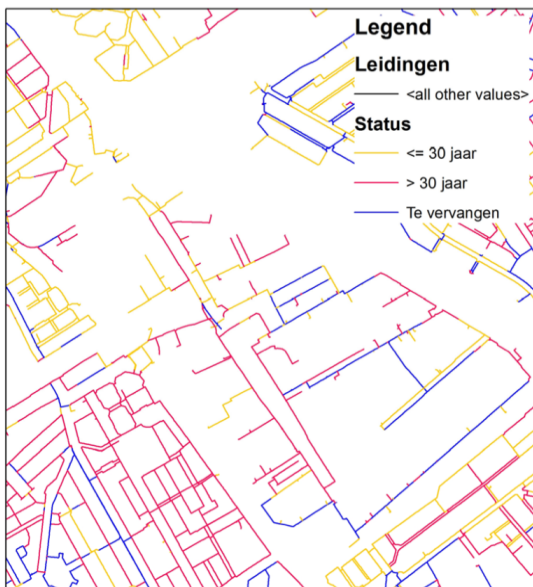 Legend
Leidingen
<all other values>
Status
<= 30 jaar
> 30 jaar
Te vervangen